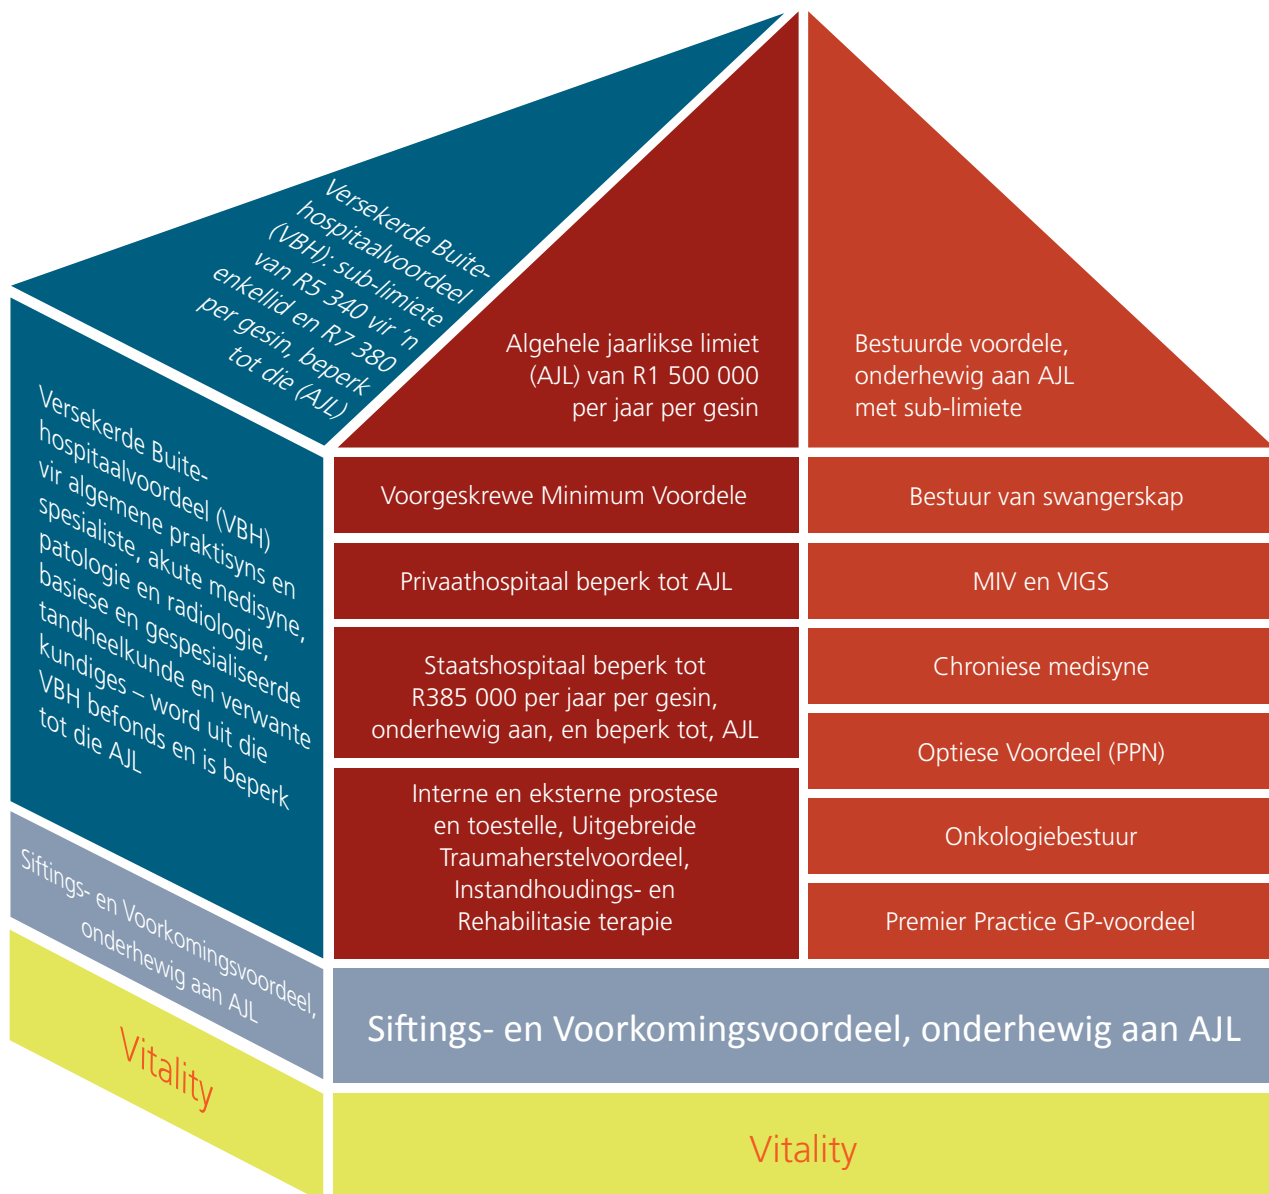 Versekerde Buite-
hospitaalvoordeel
(VBH): sub-limiete
van R5 340 vir 'n
enkellid en R7 380
per gesin, beperk
tot die (AJL)
Versekerde Buite-
hospitaalvoordeel (VBH)
vir algemene praktisyns en
spesialiste, akute medisyne,
patologie en radiologie,
basiese en gespesialiseerde
tandheelkunde en verwante
kundiges – word uit die
VBH befonds en is beperk
tot die AJL
Siftings- en Voorkomingsvoordeel,
onderhewig aan AJL
Vitality
Algehele jaarlikse limiet
(AJL) van R1 500 000
per jaar per gesin
Voorgeskrewe Minimum Voordele
Privaathospitaal beperk tot AJL
Staatshospitaal beperk tot
R385 000 per jaar per gesin,
onderhewig aan, en beperk tot, AJL
Interne en eksterne prostese
en toestelle, Uitgebreide
Traumaherstelvoordeel,
Instandhoudings- en
Rehabilitasie terapie
Bestuurde voordele,
onderhewig aan AJL
met sub-limiete
Bestuur van swangerskap
MIV en VIGS
Chroniese medisyne
Optiese Voordeel (PPN)
Onkologiebestuur
Premier Practice GP-voordeel
Siftings- en Voorkomingsvoordeel, onderhewig aan AJL
Vitality